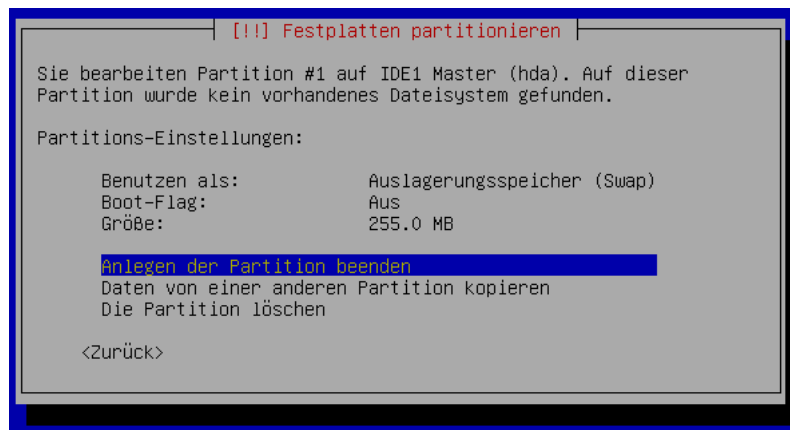 [!!] Festplatten partitionieren
Sie bearbeiten Partition #1 auf IDE1 Master (hda). Auf dieser
Partition wurde kein vorhandenes Dateisystem gefunden.
Partitions-Einstellungen:
Benutzen als: Auslagerungsspeicher (Swap)
Boot-Flag: Aus
Größe: 255.0 MB
Anlegen der Partition beenden
Daten von einer anderen Partition kopieren
Die Partition löschen
<Zurück>